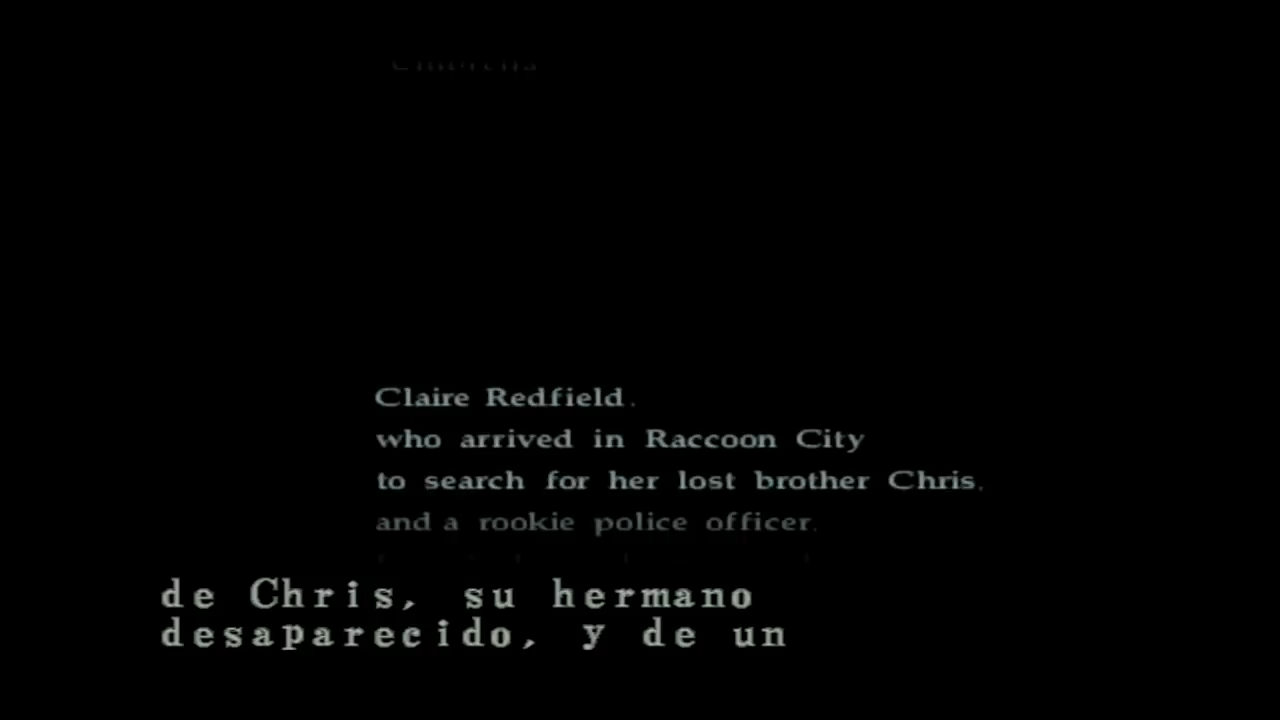 Claire Redfield.
who arrived in Raccoon City
to search for her lost brother Chris.
and a rookie police officer.
de Chris, su hermano
desaparecido, y de un